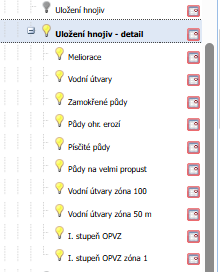 Uložení hnojiv
Uložení hnojiv - detail
Meliorace
Vodní útvary
Zamokřené půdy
Půdy ohr. erozí
Písčité půdy
Půdy na velmi propust
Vodní útvary zóna 100
Vodní útvary zóna 50 m
I. stupeň OPVZ
I. stupeň OPVZ zóna 1